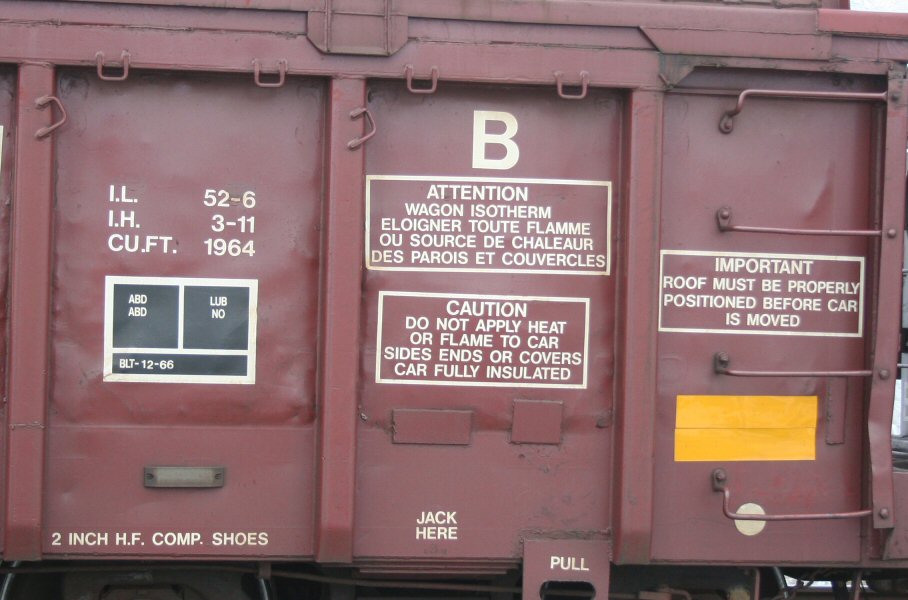 I.L. 52-6
I.H. 3-11
CU.FT. 1964
ABD
ABD
LUB
NO
BLT-12-66
2 INCH H.F. COMP. SHOES
B
ATTENTION
WAGON ISOTHERM
ELOIGNER TOUTE FLAMME
OU SOURCE DE CHALEAUR
DES PAROIS ET COUVERCLES
CAUTION
DO NOT APPLY HEAT
OR FLAME TO CAR
SIDES ENDS OR COVERS
CAR FULLY INSULATED
JACK
HERE
PULL
IMPORTANT
ROOF MUST BE PROPERLY
POSITIONED BEFORE CAR
IS MOVED